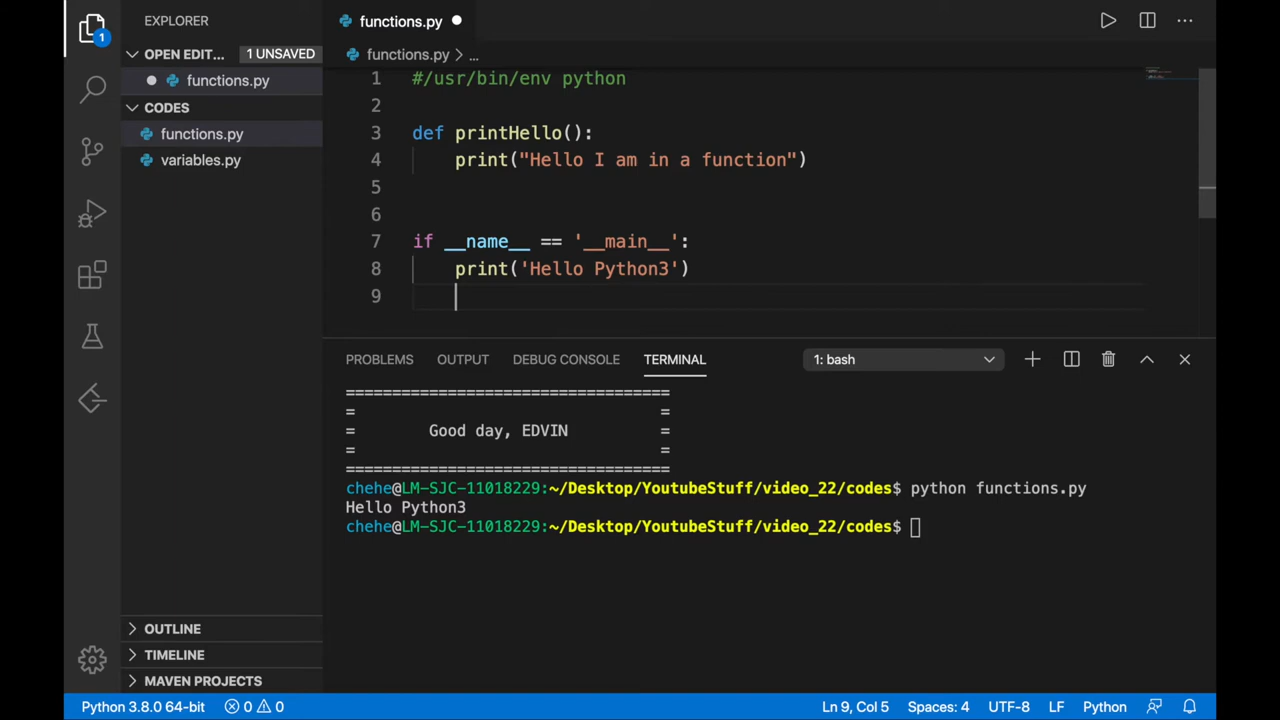 EXPLORER
OPEN EDIT...
1 UNSAVED
functions.py
CODES
functions.py
variables.py
OUTLINE
TIMELINE
MAVEN PROJECTS
1
functions.py
functions.py > ...
1 #/usr/bin/env python
2
3 def printHello():
4 print("Hello I am in a function")
5
6
7 if __name__ == '__main__':
8 print('Hello Python3')
9
PROBLEMS OUTPUT DEBUG CONSOLE TERMINAL 1: bash
===================================
= =
= Good day, EDVIN =
= =
===================================
chehe@LM-SJC-11018229:~/Desktop/YoutubeStuff/video_22/codes$ python functions.py
Hello Python3
chehe@LM-SJC-11018229:~/Desktop/YoutubeStuff/video_22/codes$
Python 3.8.0 64-bit 0 0 Ln 9, Col 5 Spaces: 4 UTF-8 LF Python